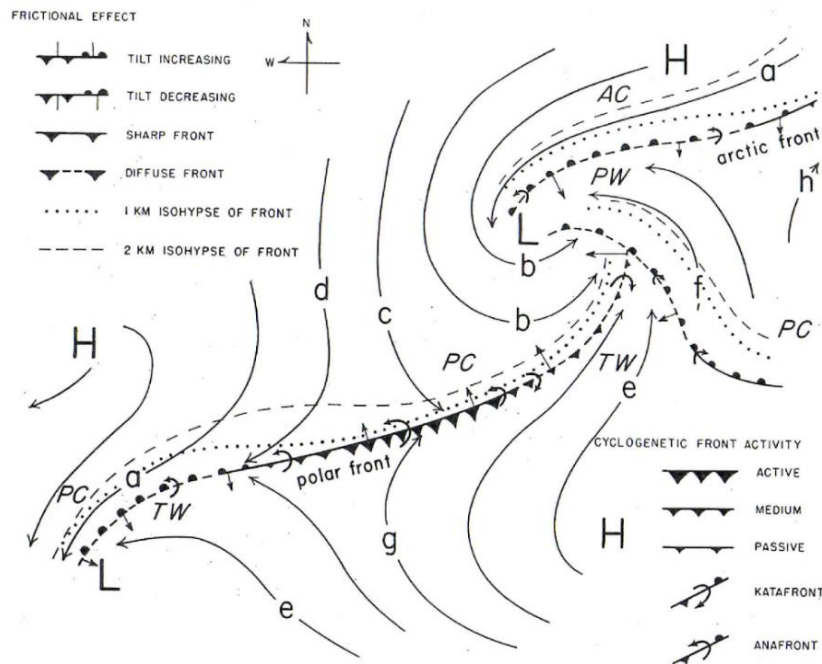 FRICTIONAL EFFECT
TILT INCREASING
TILT DECREASING
SHARP FRONT
DIFFUSE FRONT
1 KM ISOHYPSE OF FRONT
2 KM ISOHYPSE OF FRONT
N
W
H
a
AC
arctic front
PW
h
L
b
d
c
b
f
H
PC
TW
PC
e
polar front
PC
a
TW
g
H
L
e
CYCLOGENETIC FRONT ACTIVITY
ACTIVE
MEDIUM
PASSIVE
KATAFRONT
ANAFRONT